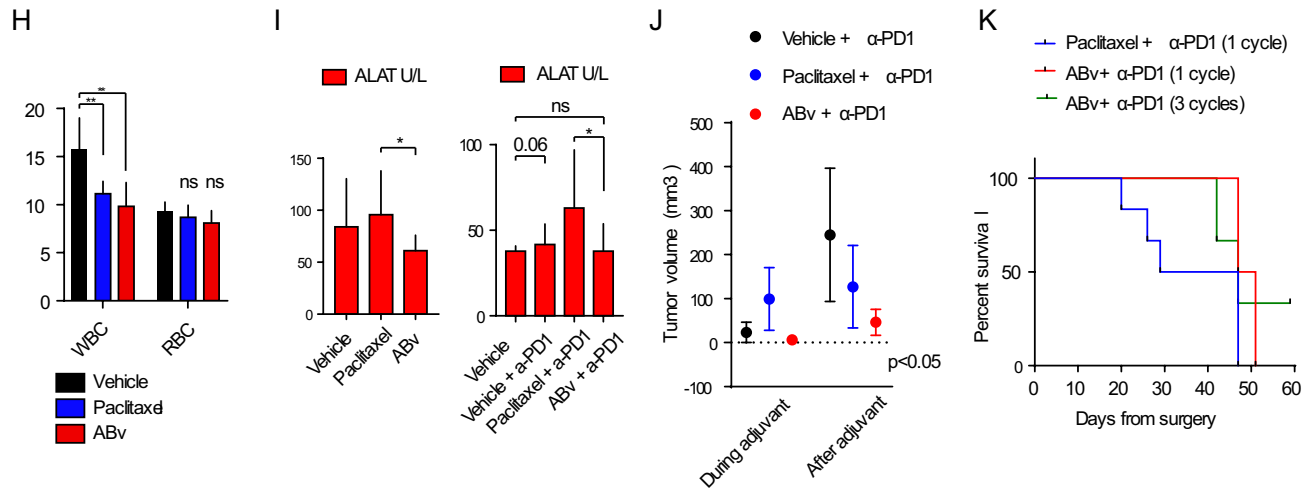 H
20
15
10
5
0
**
**
ns ns
WBC
RBC
Vehicle
Paclitaxel
ABv
I
ALAT U/L
150
100
50
0
*
Vehicle
Paclitaxel
ABv
ALAT U/L
100
50
0
ns
0.06
*
Vehicle
Vehicle + a-PD1
Paclitaxel + a-PD1
ABv + a-PD1
J
Vehicle + α-PD1
Paclitaxel + α-PD1
ABv + α-PD1
Tumor volume (mm3)
500
400
300
200
100
0
-100
p<0.05
During adjuvant
After adjuvant
K
Paclitaxel + α-PD1 (1 cycle)
ABv+ α-PD1 (1 cycle)
ABv+ α-PD1 (3 cycles)
Percent survival
100
50
0
0 10 20 30 40 50 60
Days from surgery